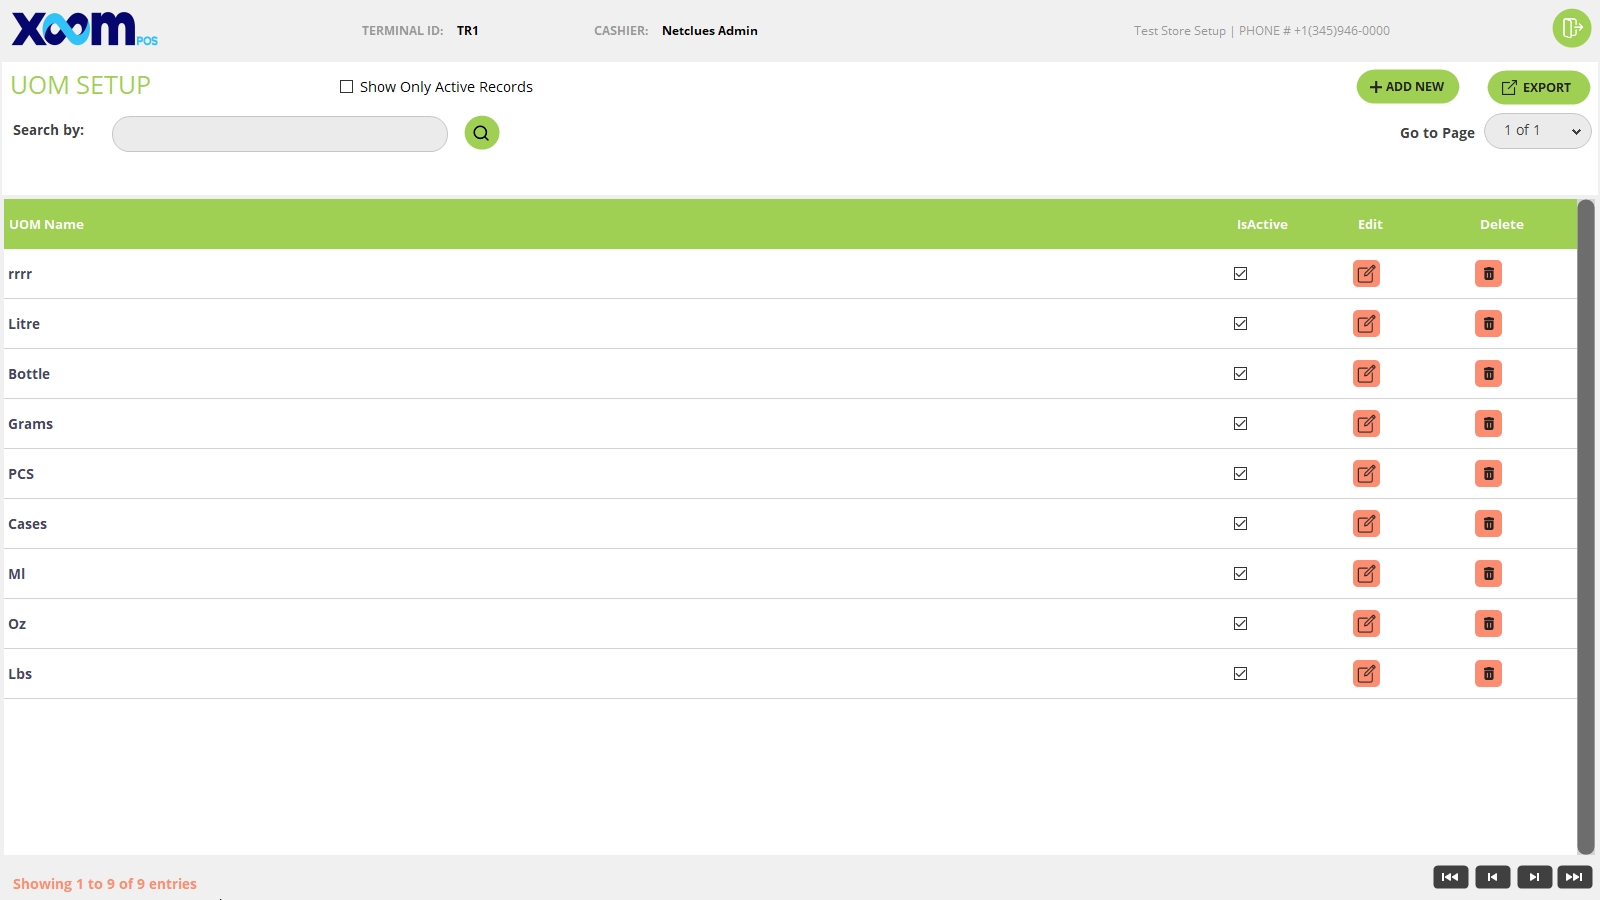 xoom POS
TERMINAL ID: TR1
CASHIER: Netclues Admin
Test Store Setup | PHONE # +1(345)946-0000
UOM SETUP
Show Only Active Records
ADD NEW
EXPORT
Search by:
Go to Page
1 of 1
UOM Name IsActive Edit Delete
rrrr
Litre
Bottle
Grams
PCS
Cases
Ml
Oz
Lbs
Showing 1 to 9 of 9 entries